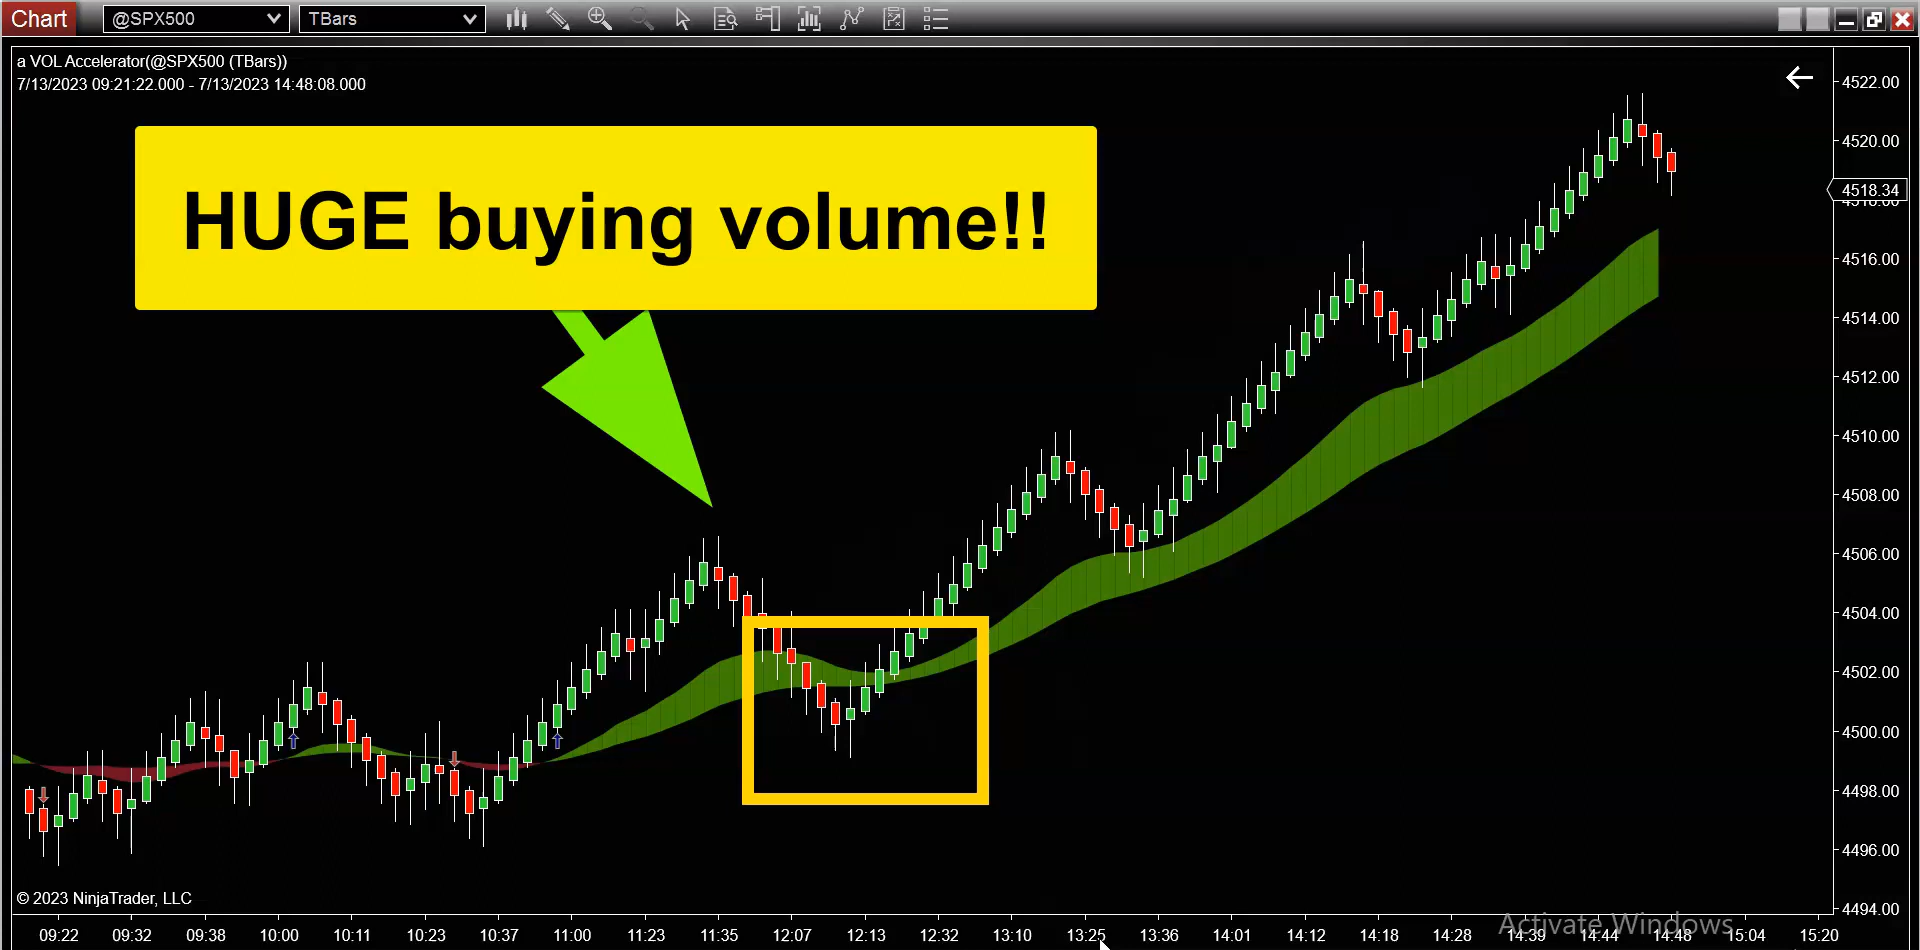 Chart @SPX500 TBars
a VOL Accelerator(@SPX500 (TBars))
7/13/2023 09:21:22.000 - 7/13/2023 14:48:08.000
HUGE buying volume!!
4522.00
4520.00
4518.34
4518.00
4516.00
4514.00
4512.00
4510.00
4508.00
4506.00
4504.00
4502.00
4500.00
4498.00
4496.00
4494.00
© 2023 NinjaTrader, LLC
Activate Windows
09:22 09:32 09:38 10:00 10:11 10:23 10:37 11:00 11:23 11:35 12:07 12:13 12:32 13:10 13:25 13:36 14:01 14:12 14:18 14:28 14:39 14:44 14:48 15:04 15:20